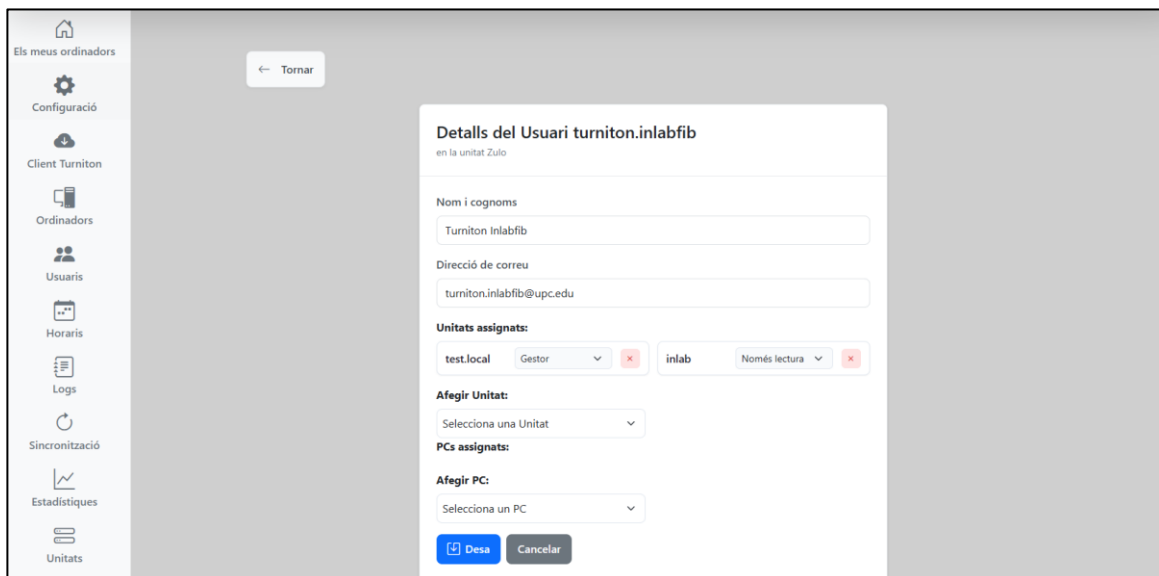 Els meus ordinadors
Configuració
Client Turniton
Ordinadors
Usuaris
Horaris
Logs
Sincronització
Estadístiques
Unitats
← Tornar
Detalls del Usuari turniton.inlabfib
en la unitat Zulo
Nom i cognoms
Turniton Inlabfib
Direcció de correu
turniton.inlabfib@upc.edu
Unitats assignats:
test.local Gestor × inlab Només lectura ×
Afegir Unitat:
Selecciona una Unitat
PCs assignats:
Afegir PC:
Selecciona un PC
Desa Cancelar